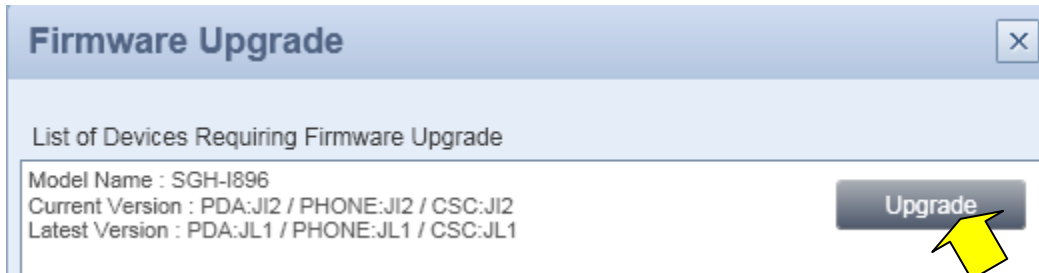 Firmware Upgrade
List of Devices Requiring Firmware Upgrade
Model Name : SGH-I896
Current Version : PDA:JI2 / PHONE:JI2 / CSC:JI2
Latest Version : PDA:JL1 / PHONE:JL1 / CSC:JL1
Upgrade